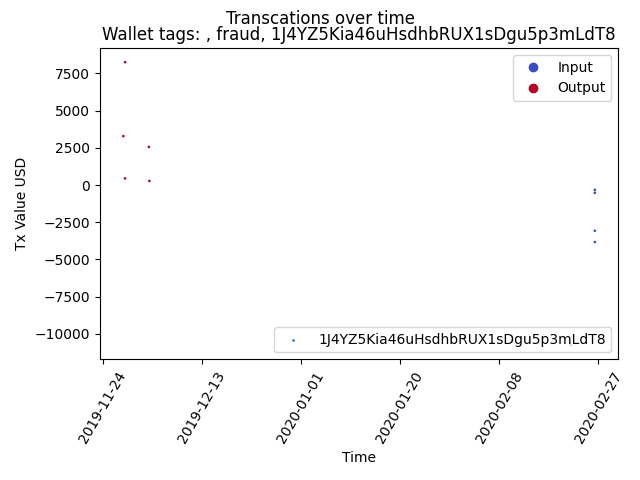 Transcations over time
Wallet tags: , fraud, 1J4YZ5Kia46uHsdhbRUX1sDgu5p3mLdT8
Tx Value USD
7500
5000
2500
0
−2500
−5000
−7500
−10000
Input
Output
1J4YZ5Kia46uHsdhbRUX1sDgu5p3mLdT8
2019-11-24
2019-12-13
2020-01-01
2020-01-20
2020-02-08
2020-02-27
Time